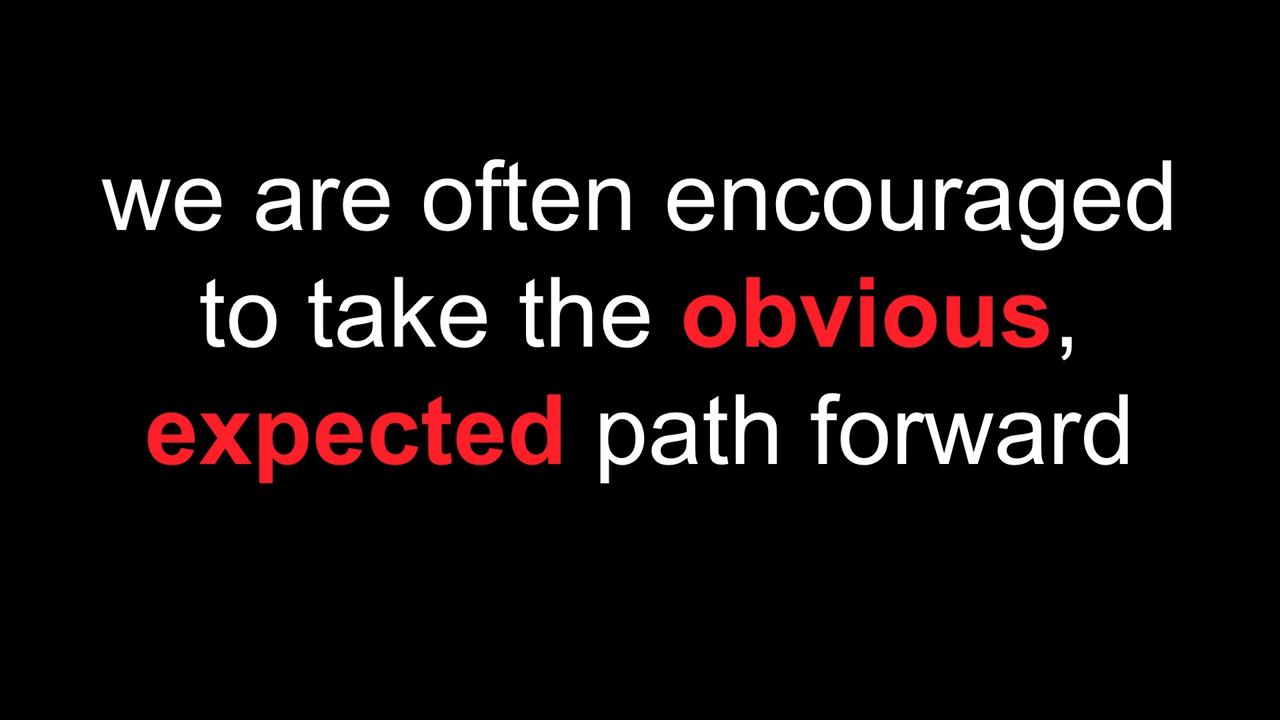 we are often encouraged
to take the obvious,
expected path forward